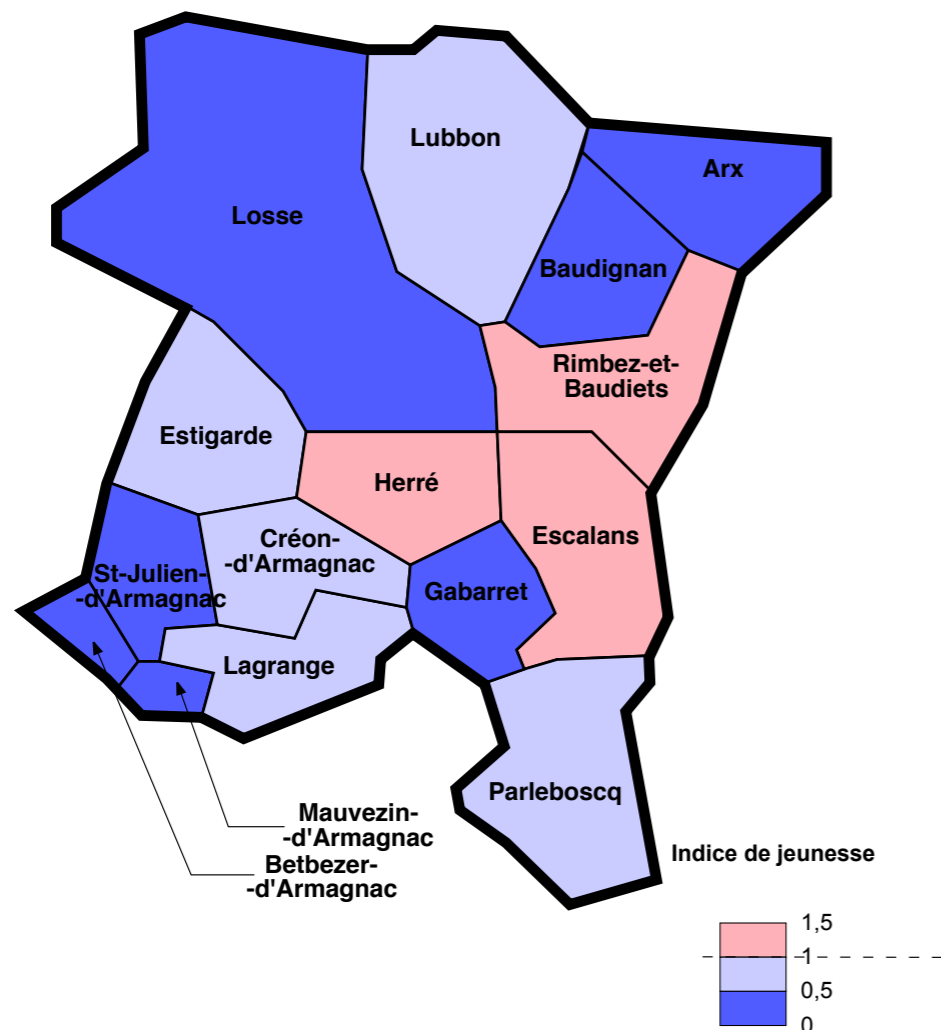 Lubbon
Arx
Losse
Baudignan
Rimbez-et-
Baudiets
Estigarde
Herré
Escalans
Créon-
-d'Armagnac
St-Julien-
-d'Armagnac
Gabarret
Lagrange
Parleboscq
Mauvezin-
-d'Armagnac
Betbezer-
-d'Armagnac
Indice de jeunesse
1,5
1
0,5
0